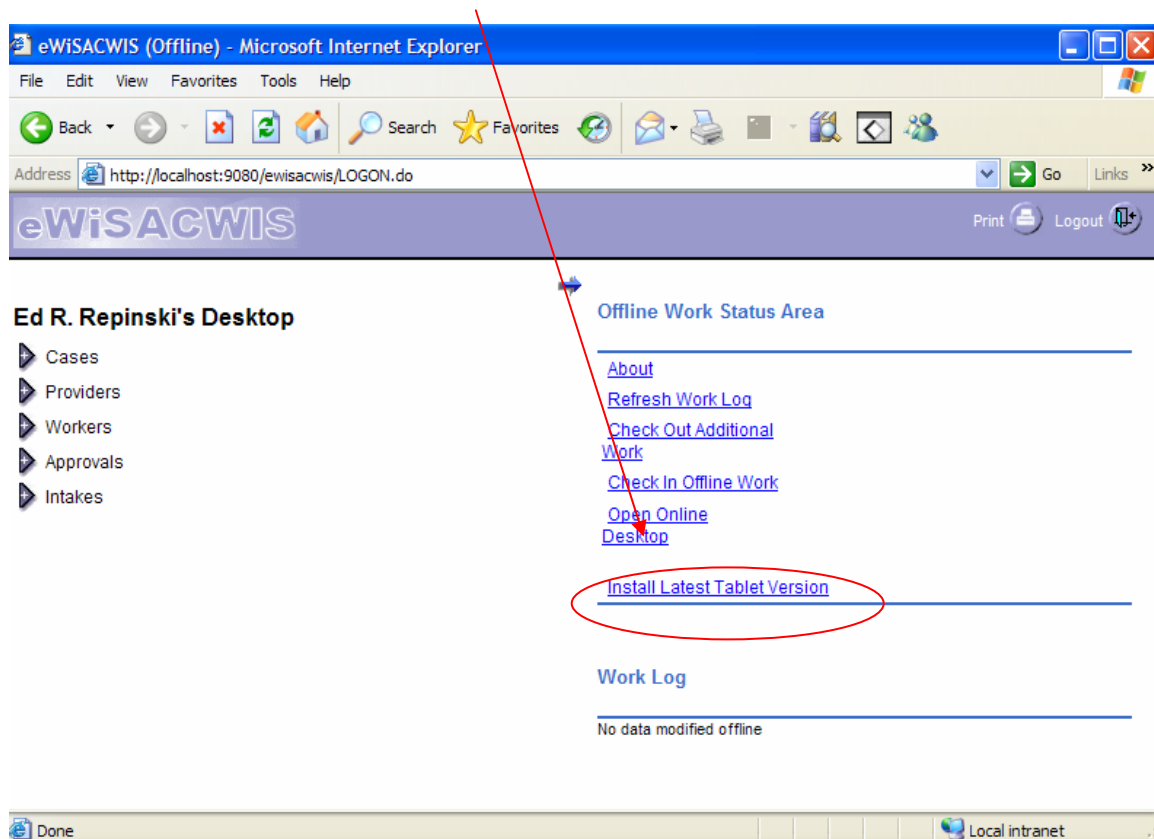 eWiSACWIS (Offline) - Microsoft Internet Explorer
File Edit View Favorites Tools Help
Back Search Favorites
Address http://localhost:9080/ewisacwis/LOGON.do Go Links »
eWiSACWIS Print Logout
Ed R. Repinski's Desktop
Cases
Providers
Workers
Approvals
Intakes
Offline Work Status Area
About
Refresh Work Log
Check Out Additional
Work
Check In Offline Work
Open Online
Desktop
Install Latest Tablet Version
Work Log
No data modified offline
Done Local intranet